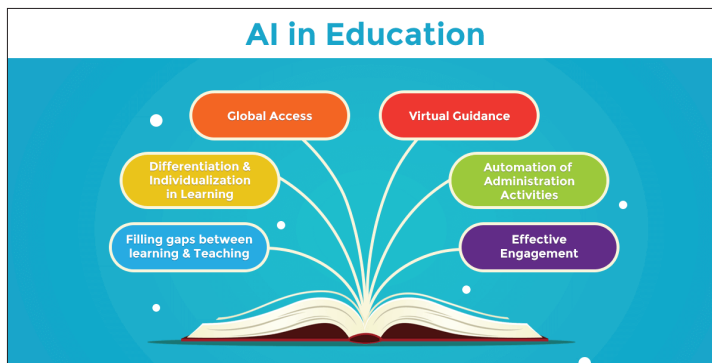 AI in Education
Global Access
Virtual Guidance
Differentiation &
Individualization
in Learning
Automation of
Administration
Activities
Filling gaps between
learning & Teaching
Effective
Engagement